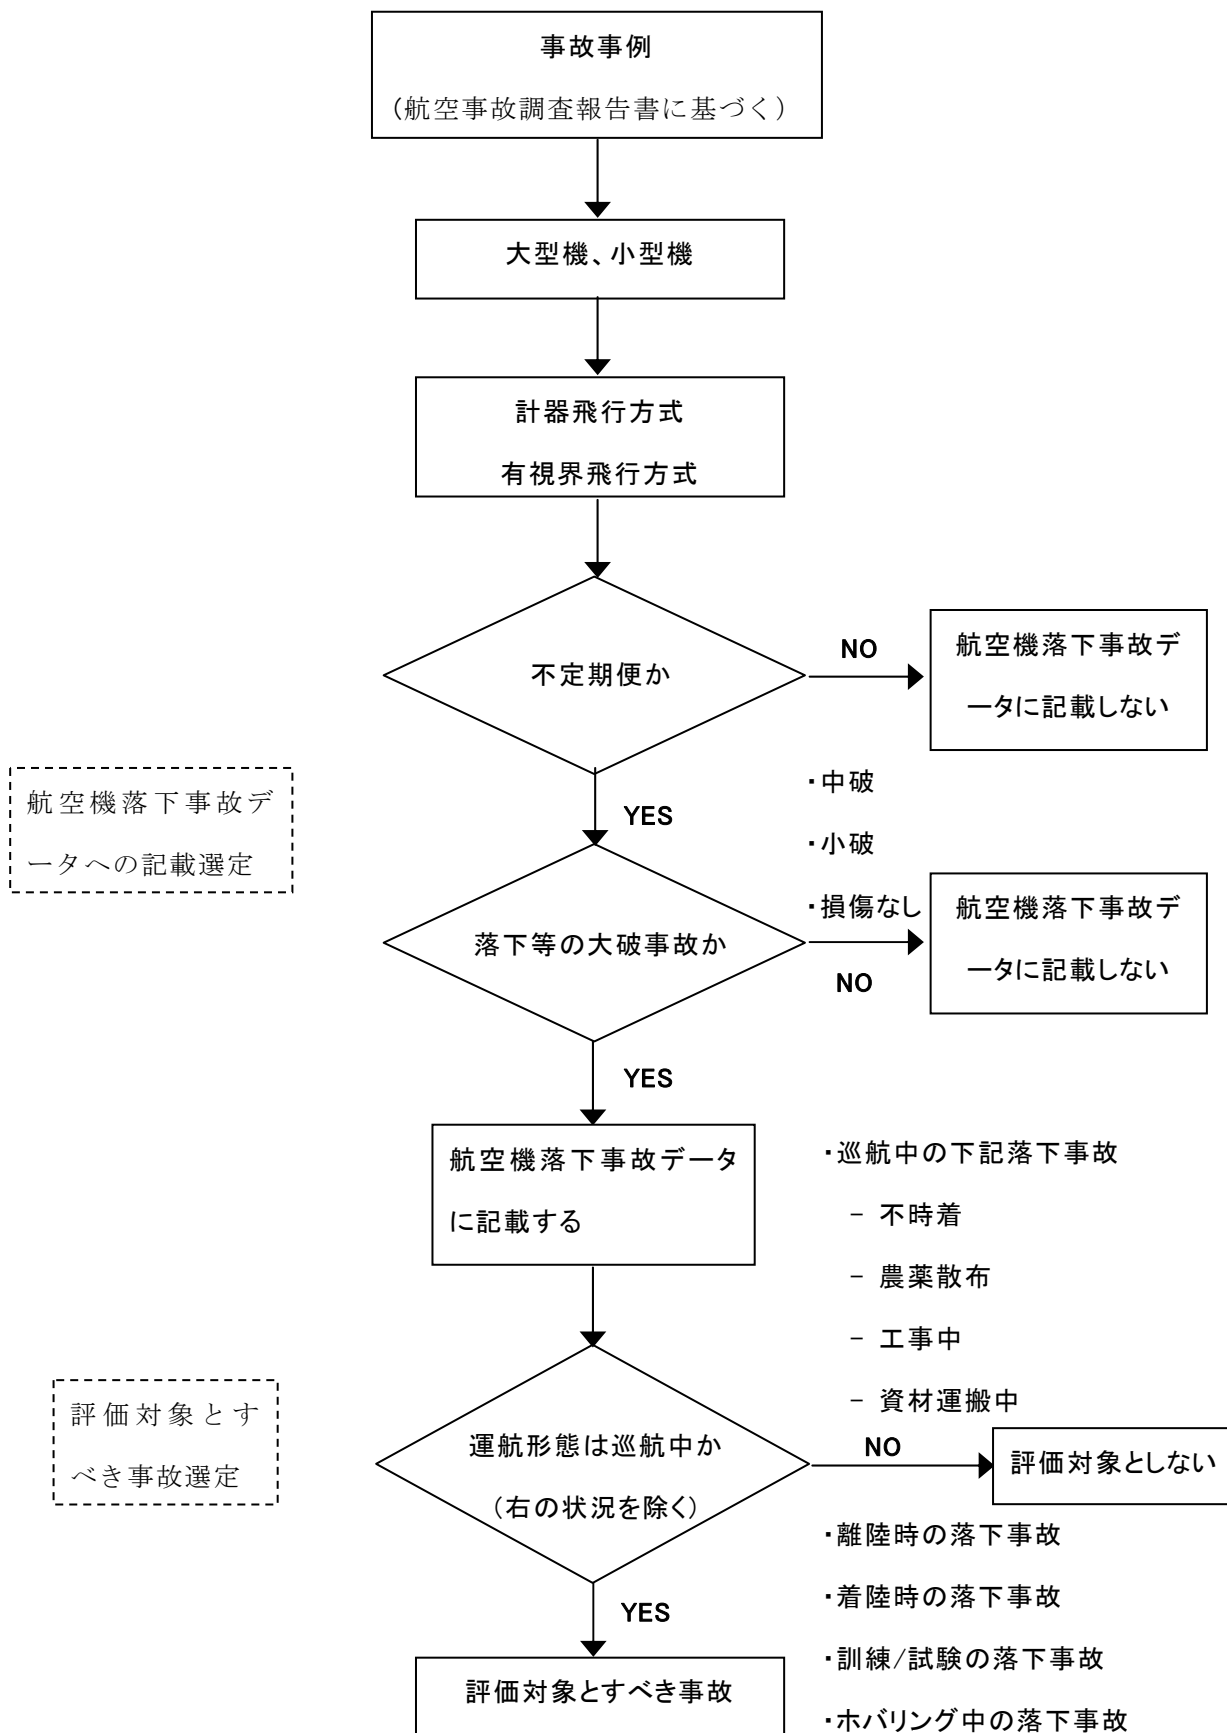 事故事例
(航空事故調査報告書に基づく)
大型機、小型機
計器飛行方式
有視界飛行方式
不定期便か
NO
航空機落下事故デ
ータに記載しない
航空機落下事故デ
ータへの記載選定
YES
・中破
・小破
・損傷なし
落下等の大破事故か
NO
航空機落下事故デ
ータに記載しない
YES
航空機落下事故データ
に記載する
・巡航中の下記落下事故
－ 不時着
－ 農薬散布
－ 工事中
－ 資材運搬中
評価対象とす
べき事故選定
運航形態は巡航中か
(右の状況を除く)
NO
評価対象としない
・離陸時の落下事故
・着陸時の落下事故
・訓練/試験の落下事故
・ホバリング中の落下事故
YES
評価対象とすべき事故